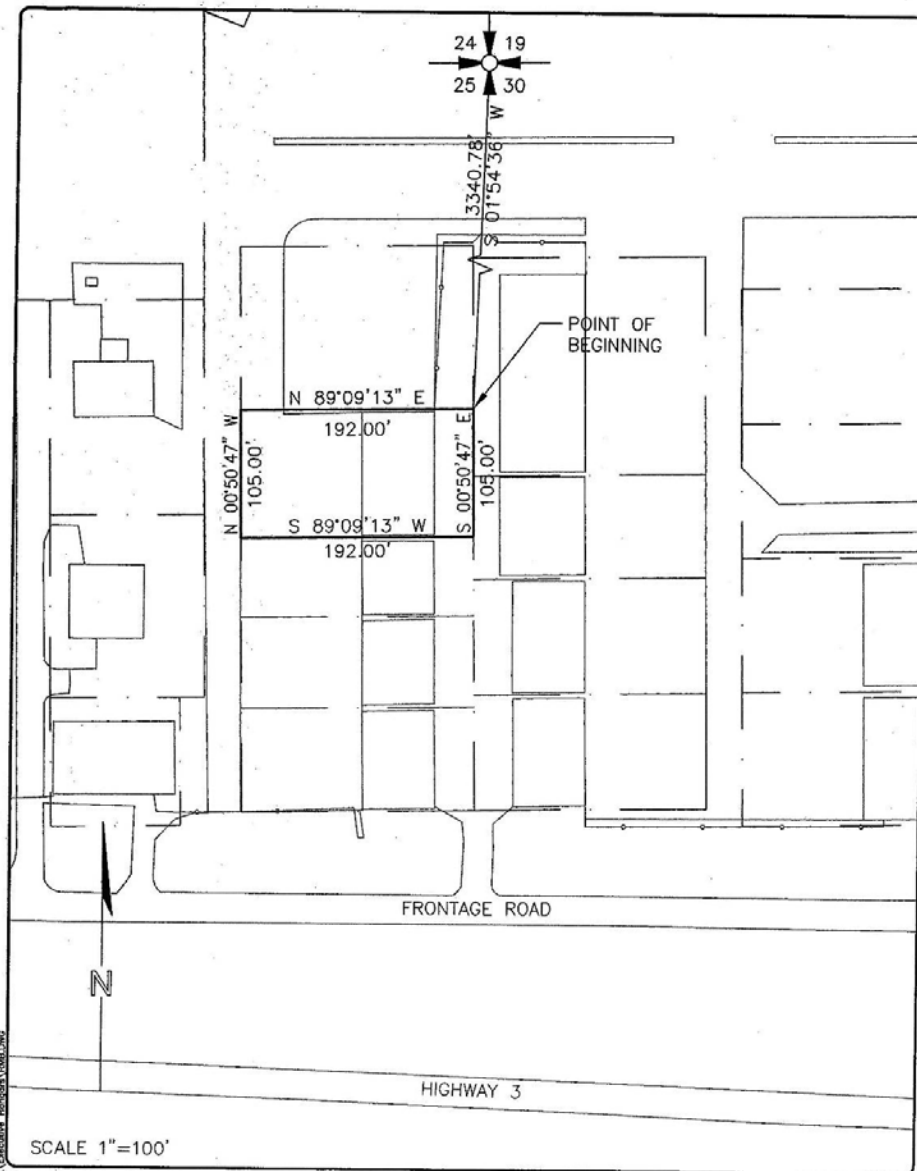 24 19
25 30
3340.78'
S 01°54'36" W
POINT OF
BEGINNING
N 89°09'13" E
192.00'
N 00°50'47" W
105.00'
S 00°50'47" E
105.00'
S 89°09'13" W
192.00'
FRONTAGE ROAD
N
HIGHWAY 3
SCALE 1"=100'